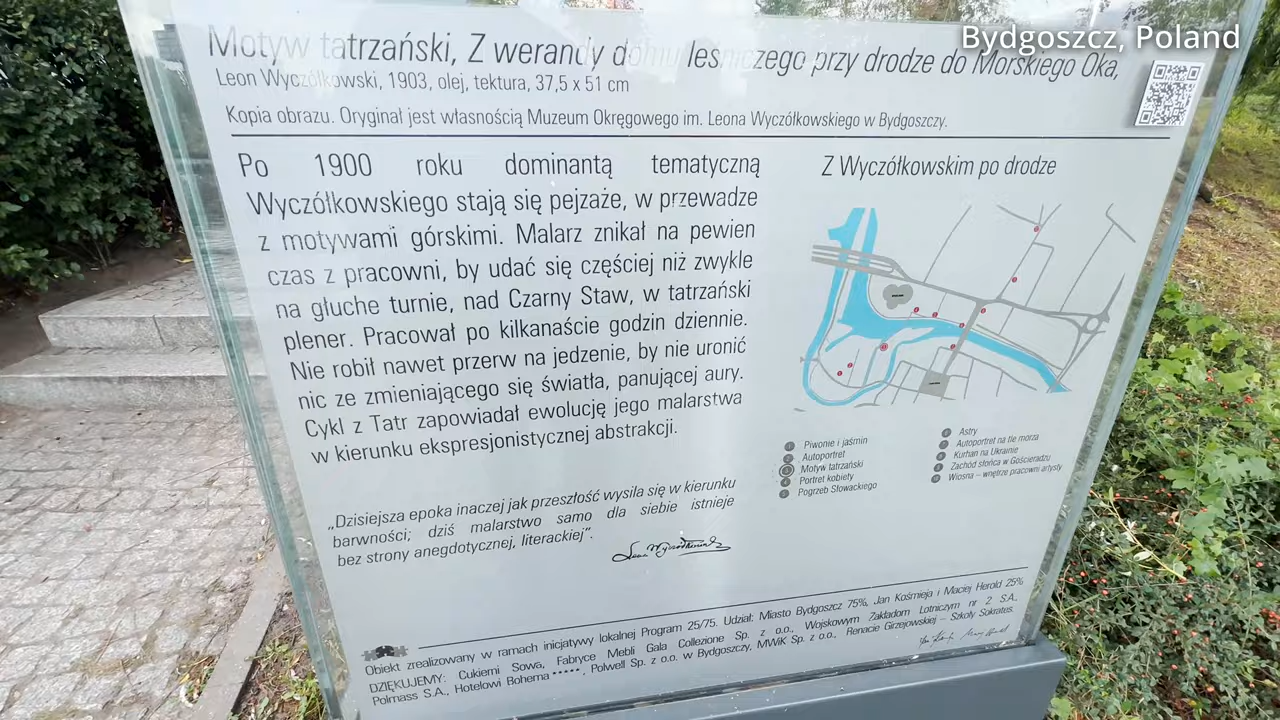 Bydgoszcz, Poland
Motyw tatrzański, Z werandy domu leśniczego przy drodze do Morskiego Oka,
Leon Wyczółkowski, 1903, olej, tektura, 37,5 x 51 cm
Kopia obrazu. Oryginał jest własnością Muzeum Okręgowego im. Leona Wyczółkowskiego w Bydgoszczy.
Po 1900 roku dominantą tematyczną
Wyczółkowskiego stają się pejzaże, w przewadze
z motywami górskimi. Malarz znikał na pewien
czas z pracowni, by udać się częściej niż zwykle
na głuche turnie, nad Czarny Staw, w tatrzański
plener. Pracował po kilkanaście godzin dziennie.
Nie robił nawet przerw na jedzenie, by nie uronić
nic ze zmieniającego się światła, panującej aury.
Cykl z Tatr zapowiadał ewolucję jego malarstwa
w kierunku ekspresjonistycznej abstrakcji.
„Dzisiejsza epoka inaczej jak przeszłość wysila się w kierunku
barwności; dziś malarstwo samo dla siebie istnieje
bez strony anegdotycznej, literackiej”.
Leon Wyczółkowski
Z Wyczółkowskim po drodze
Piwonie i jaśmin
Autoportret
Motyw tatrzański
Portret kobiety
Pogrzeb Słowackiego
Astry
Autoportret na tle morza
Kurhan na Ukrainie
Zachód słońca w Gościeradzu
Wiosna – wnętrze pracowni artysty
Obiekt zrealizowany w ramach inicjatywy lokalnej Program 25/75. Udział: Miasto Bydgoszcz 75%, Jan Kośmieja i Maciej Herold 25%
DZIĘKUJEMY: Cukierni Sowa, Fabryce Mebli Gala Collezione Sp. z o.o., Wojskowym Zakładom Lotniczym nr 2 S.A.,
Polmass S.A., Hotelowi Bohema *****, Polwell Sp. z o.o. w Bydgoszczy, MWiK Sp. z o.o., Renacie Girzejowskiej – Szkoły Sokrates.